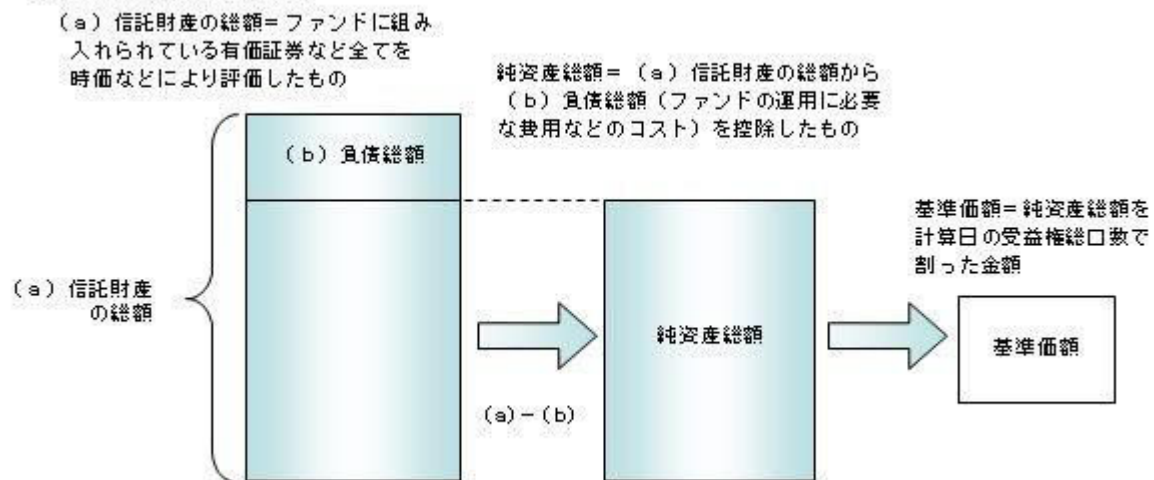 (a)信託財産の総額=ファンドに組み
入れられている有価証券など全てを
時価などにより評価したもの
純資産総額=(a)信託財産の総額から
(b)負債総額(ファンドの運用に必要
な費用などのコスト)を控除したもの
(b)負債総額
基準価額=純資産総額を
計算日の受益権総口数で
割った金額
(a)信託財産
の総額
純資産総額
基準価額
(a)-(b)